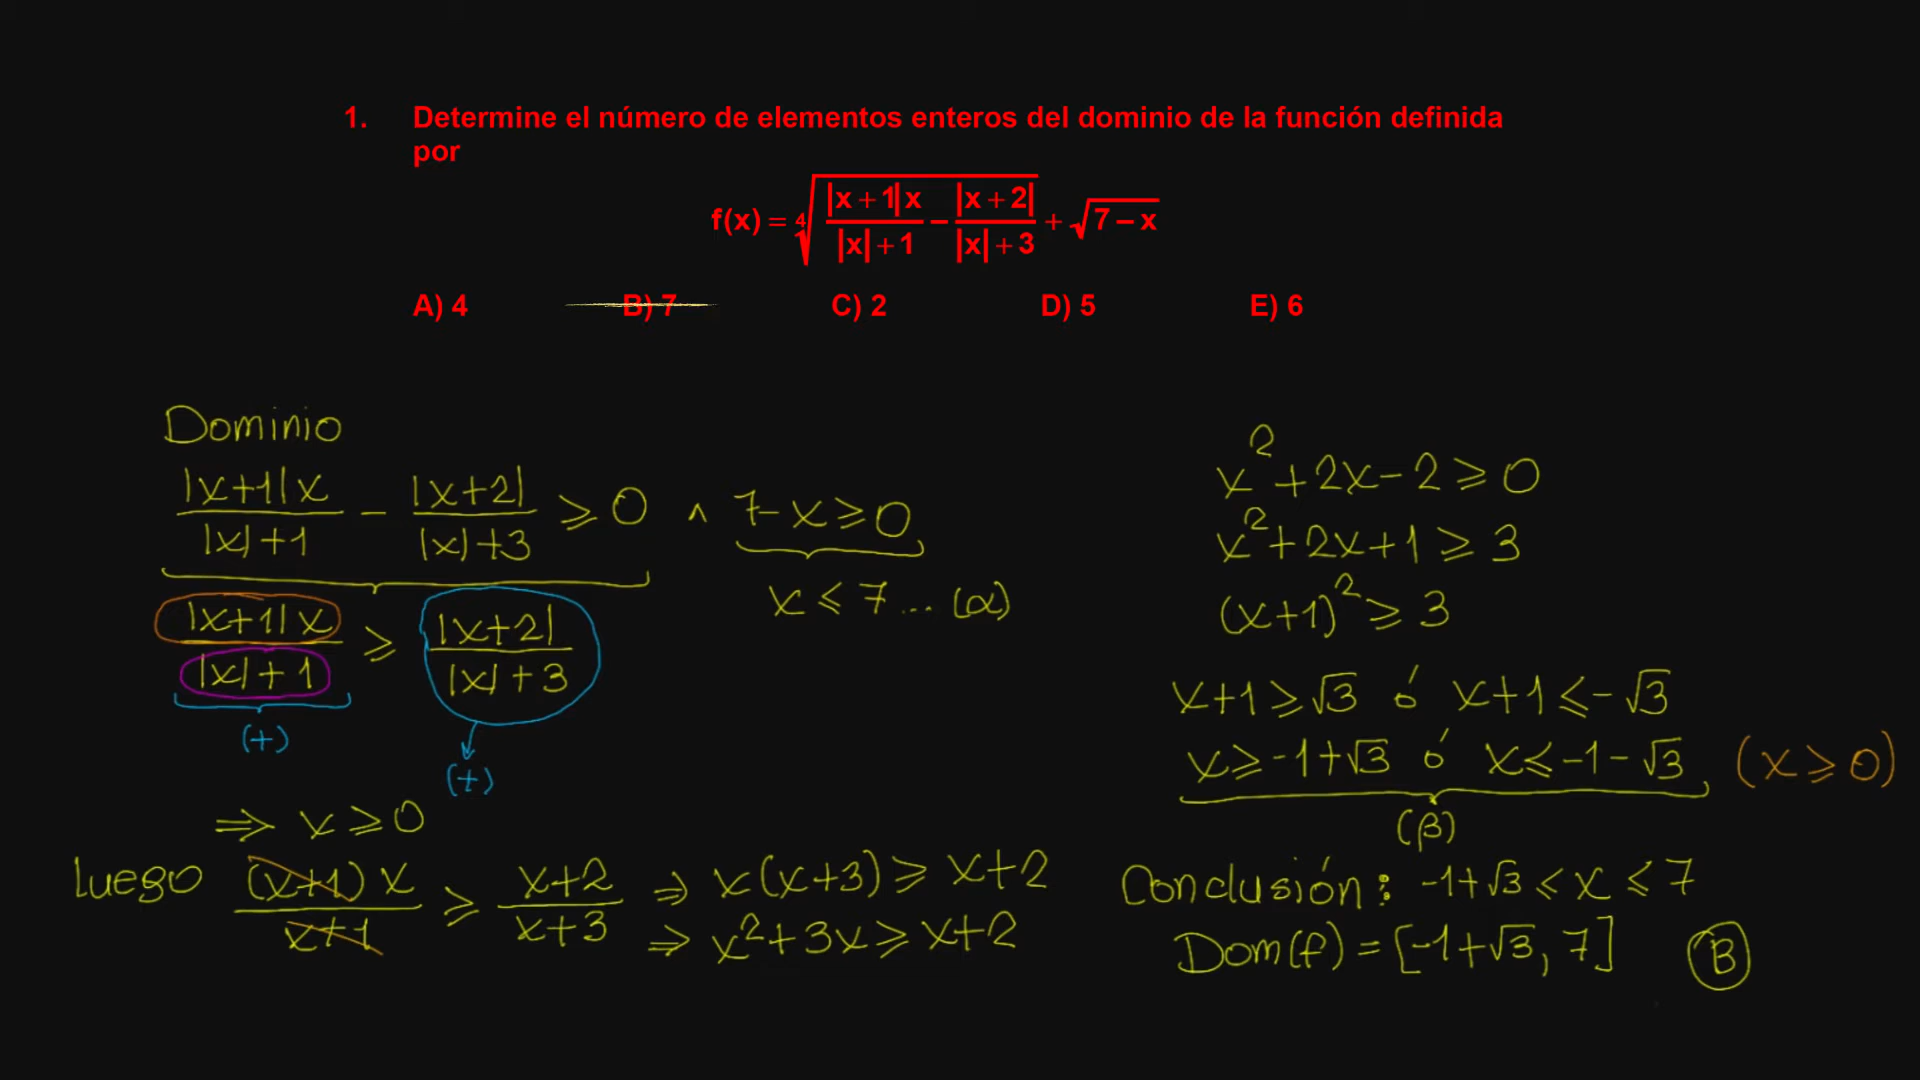 1. Determine el número de elementos enteros del dominio de la función definida
por
f(x) = ⁴√(|x+1|x / (|x|+1) − |x+2| / (|x|+3)) + √(7−x)
A) 4 B) 7 C) 2 D) 5 E) 6
Dominio
|x+1|x / (|x|+1) − |x+2| / (|x|+3) ≥ 0 ∧ 7−x ≥ 0
x ≤ 7 ... (α)
|x+1|x / (|x|+1) ≥ |x+2| / (|x|+3)
(+)
(+)
⇒ x ≥ 0
Luego (x+1)x / (x+1) ≥ (x+2) / (x+3) ⇒ x(x+3) ≥ x+2
⇒ x²+3x ≥ x+2
x²+2x−2 ≥ 0
x²+2x+1 ≥ 3
(x+1)² ≥ 3
x+1 ≥ √3 ó x+1 ≤ −√3
x ≥ −1+√3 ó x ≤ −1−√3 (x ≥ 0)
(β)
Conclusión: −1+√3 ≤ x ≤ 7
Dom(f) = [−1+√3, 7] B